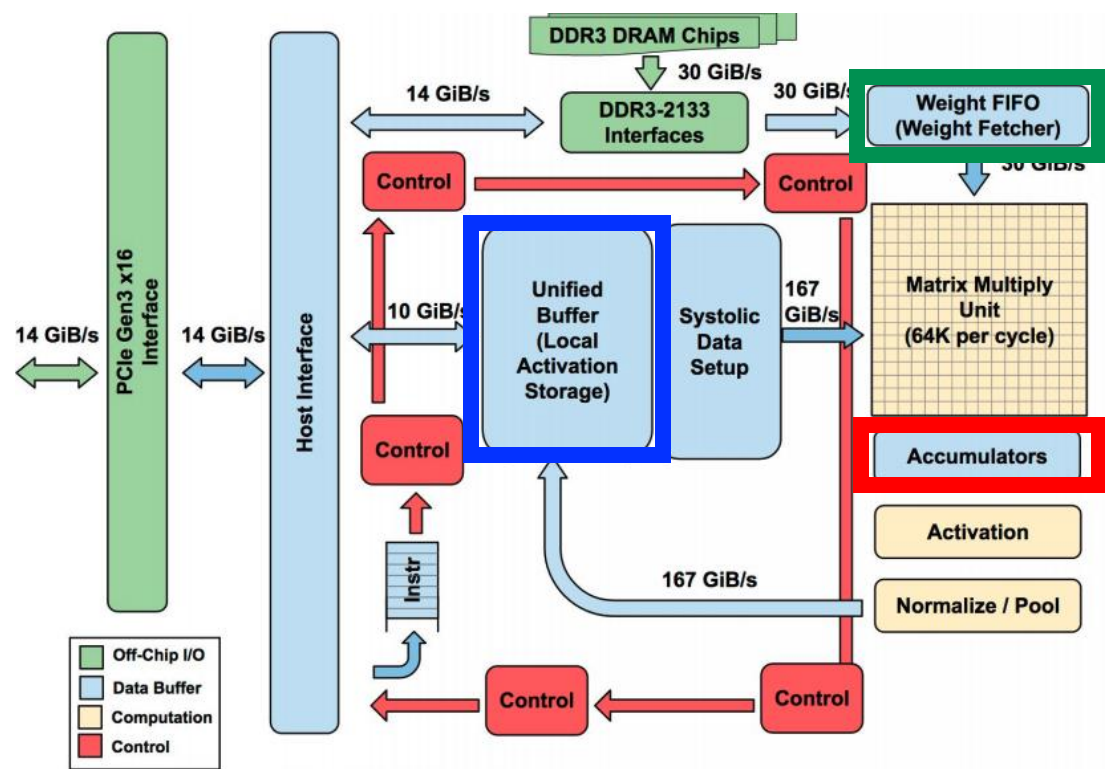 DDR3 DRAM Chips
30 GiB/s
14 GiB/s
DDR3-2133
Interfaces
30 GiB/s
Weight FIFO
(Weight Fetcher)
30 GiB/s
Control
Control
PCIe Gen3 x16
Interface
14 GiB/s
14 GiB/s
Host Interface
10 GiB/s
Unified
Buffer
(Local
Activation
Storage)
Systolic
Data
Setup
167
GiB/s
Matrix Multiply
Unit
(64K per cycle)
Control
Accumulators
Activation
Instr
167 GiB/s
Normalize / Pool
Control
Control
Off-Chip I/O
Data Buffer
Computation
Control